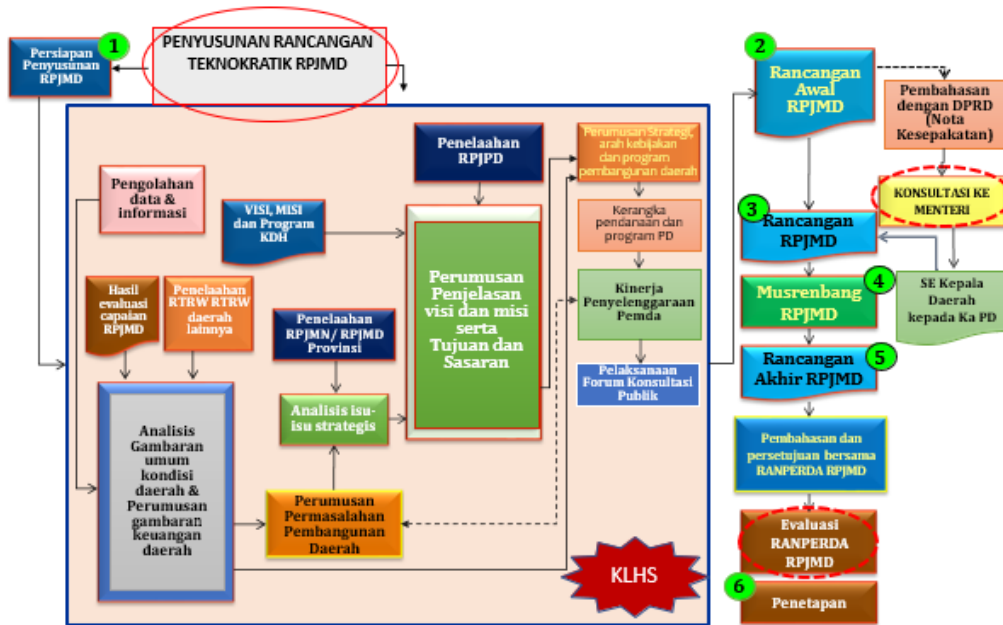 PENYUSUNAN RANCANGAN
TEKNOKRATIK RPJMD
1
Persiapan
Penyusunan
RPJMD
Pengolahan
data &
informasi
VISI, MISI
dan Program
KDH
Penelaahan
RPJPD
Perumusan Strategi,
arah kebijakan
dan program
pembangunan daerah
Kerangka
pendanaan dan
program PD
Hasil
evaluasi
capaian
RPJMD
Penelaahan
RTRW RTRW
daerah
lainnya
Penelaahan
RPJMN/ RPJMD
Provinsi
Perumusan
Penjelasan
visi dan misi
serta
Tujuan dan
Sasaran
Kinerja
Penyelenggaraan
Pemda
Pelaksanaan
Forum Konsultasi
Publik
Analisis isu-
isu strategis
Analisis
Gambaran
umum
kondisi
daerah &
Perumusan
gambaran
keuangan
daerah
Perumusan
Permasalahan
Pembangunan
Daerah
KLHS
2
Rancangan
Awal
RPJMD
Pembahasan
dengan DPRD
(Nota
Kesepakatan)
KONSULTASI KE
MENTERI
3
Rancangan
RPJMD
SE Kepala
Daerah
kepada Ka PD
4
Musrenbang
RPJMD
5
Rancangan
Akhir RPJMD
Pembahasan dan
persetujuan bersama
RANPERDA RPJMD
Evaluasi
RANPERDA
RPJMD
6
Penetapan